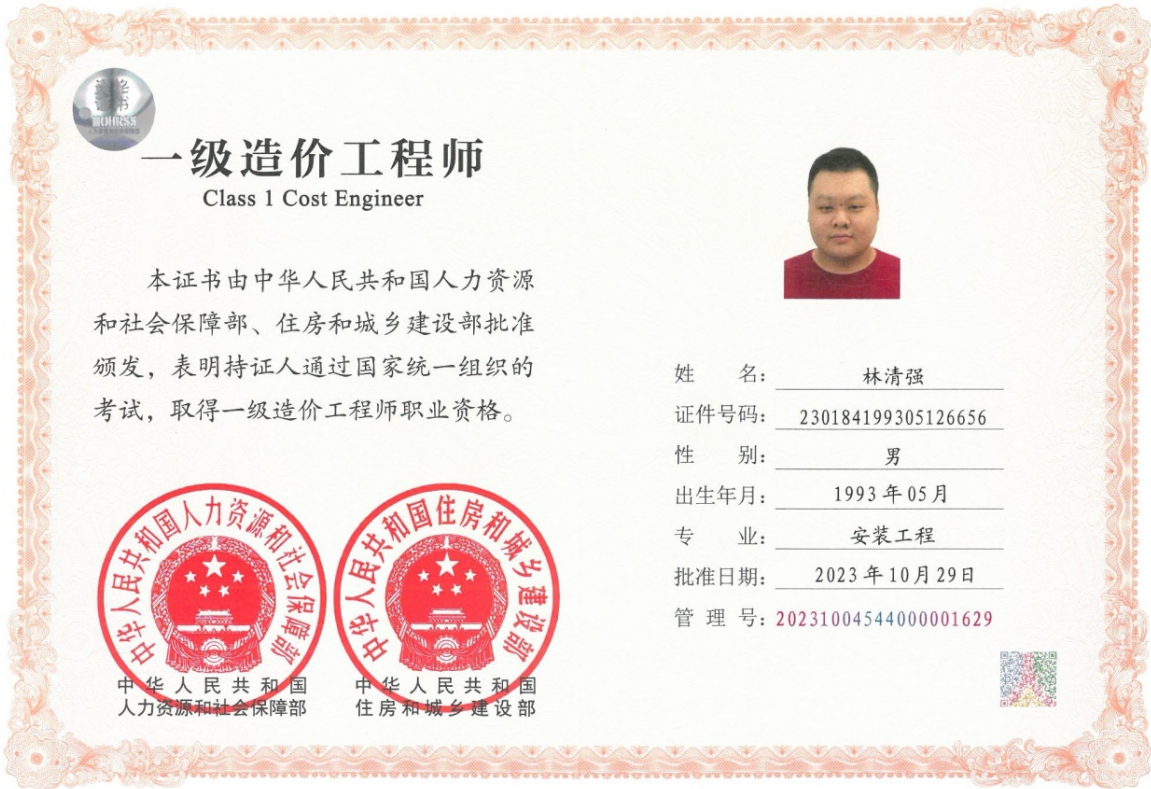 一级造价工程师
Class 1 Cost Engineer
本证书由中华人民共和国人力资源
和社会保障部、住房和城乡建设部批准
颁发，表明持证人通过国家统一组织的
考试，取得一级造价工程师职业资格。
中华人民共和国人力资源和社会保障部
中华人民共和国
人力资源和社会保障部
中华人民共和国住房和城乡建设部
中华人民共和国
住房和城乡建设部
姓 名： 林清强
证件号码： 230184199305126656
性 别： 男
出生年月： 1993年05月
专 业： 安装工程
批准日期： 2023年10月29日
管 理 号： 20231004544000001629